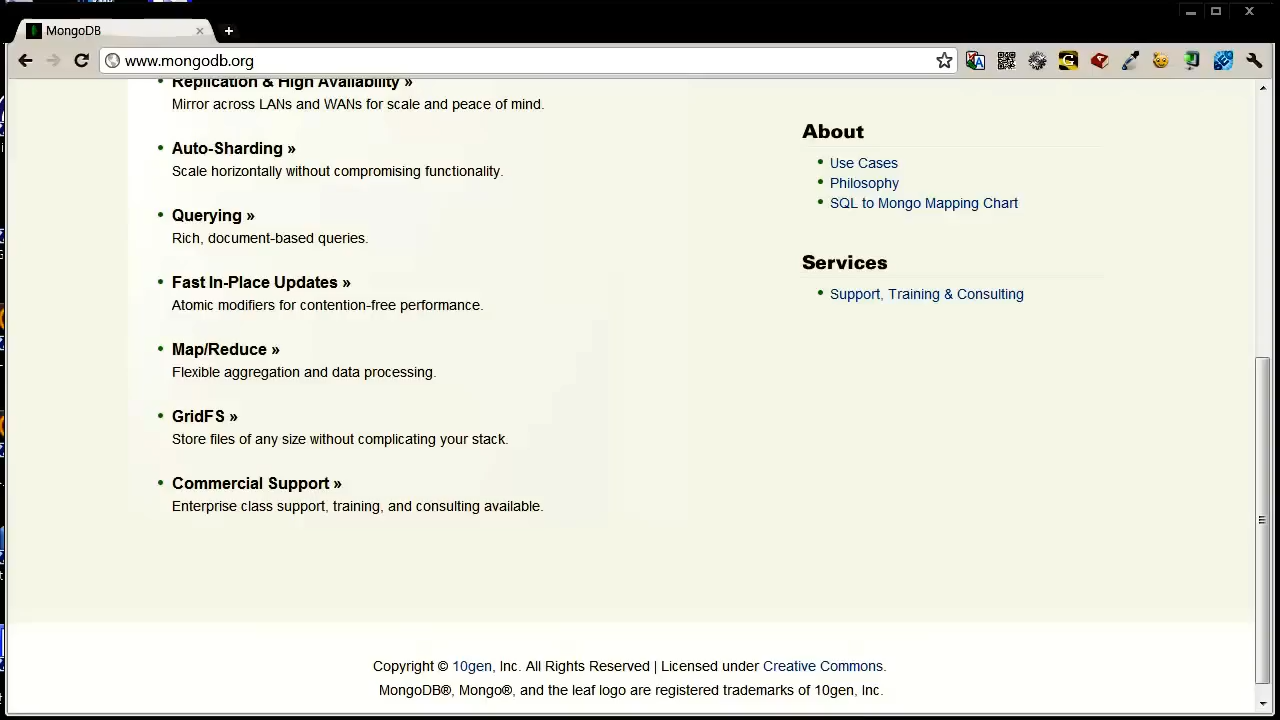 MongoDB
www.mongodb.org
Replication & High Availability »
Mirror across LANs and WANs for scale and peace of mind.
Auto-Sharding »
Scale horizontally without compromising functionality.
Querying »
Rich, document-based queries.
Fast In-Place Updates »
Atomic modifiers for contention-free performance.
Map/Reduce »
Flexible aggregation and data processing.
GridFS »
Store files of any size without complicating your stack.
Commercial Support »
Enterprise class support, training, and consulting available.
About
Use Cases
Philosophy
SQL to Mongo Mapping Chart
Services
Support, Training & Consulting
Copyright © 10gen, Inc. All Rights Reserved | Licensed under Creative Commons.
MongoDB®, Mongo®, and the leaf logo are registered trademarks of 10gen, Inc.